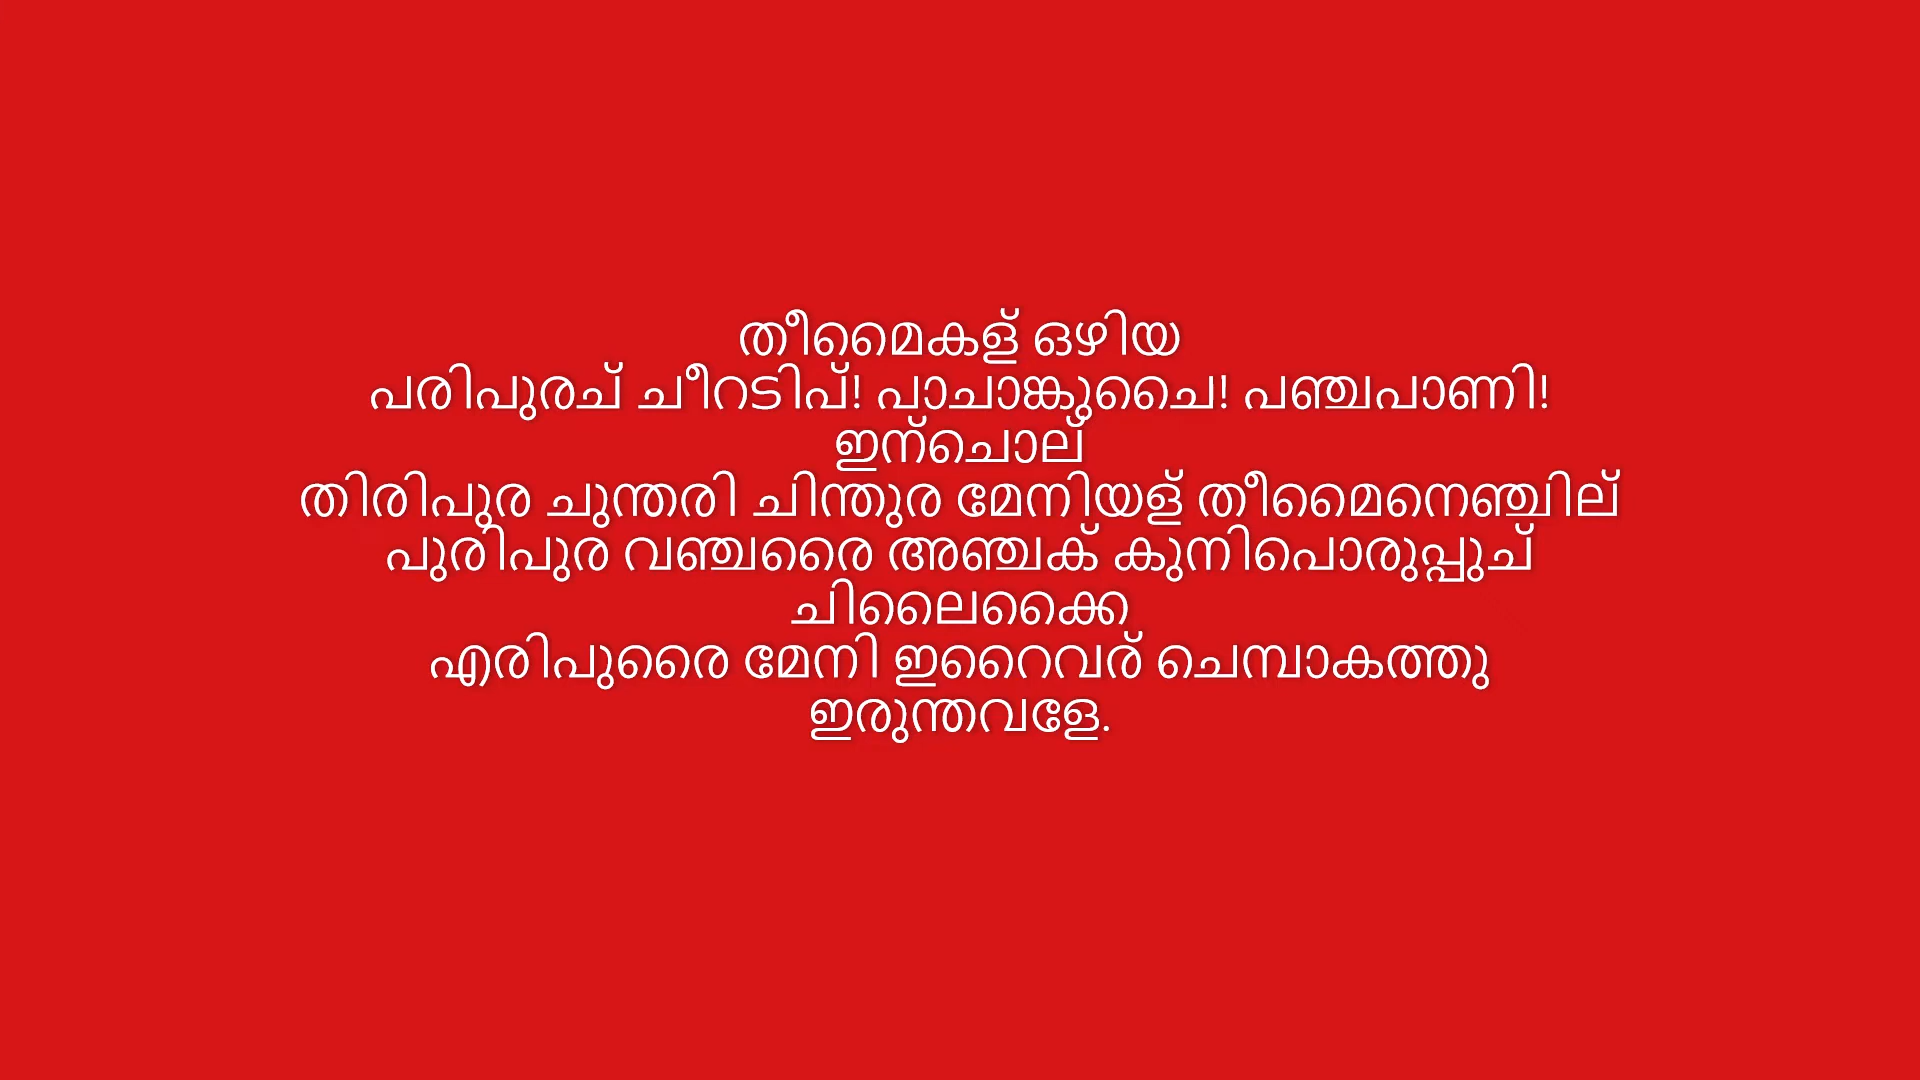 തീമൈകള് ഒഴിയ
പരിപുരച് ചീറടിപ്! പാചാങ്കുചൈ! പഞ്ചപാണി!
ഇന്ചൊല്
തിരിപുര ചുന്തരി ചിന്തുര മേനിയള് തീമൈനെഞ്ചില്
പുരിപുര വഞ്ചരൈ അഞ്ചക് കുനിപൊരുപ്പുച്
ചിലൈക്കൈ
എരിപുരൈ മേനി ഇറൈവര് ചെമ്പാകത്തു
ഇരുന്തവളേ.